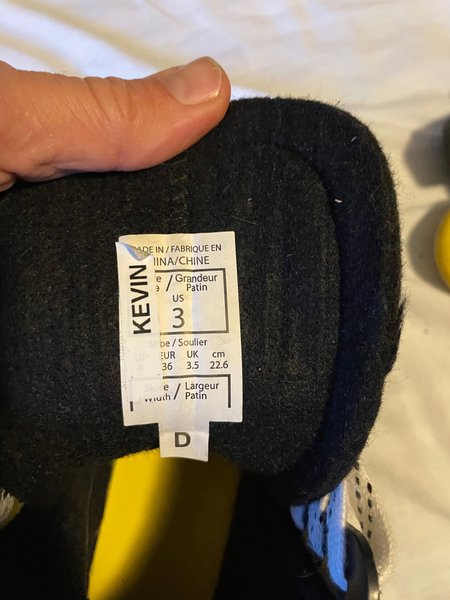 KEVIN
ADE IN / FABRIQUE EN
INA/CHINE
/ Grandeur
Patin
US
3
Shoe / Soulier
EUR UK cm
36 3.5 22.6
Skate / Largeur
Width / Patin
D